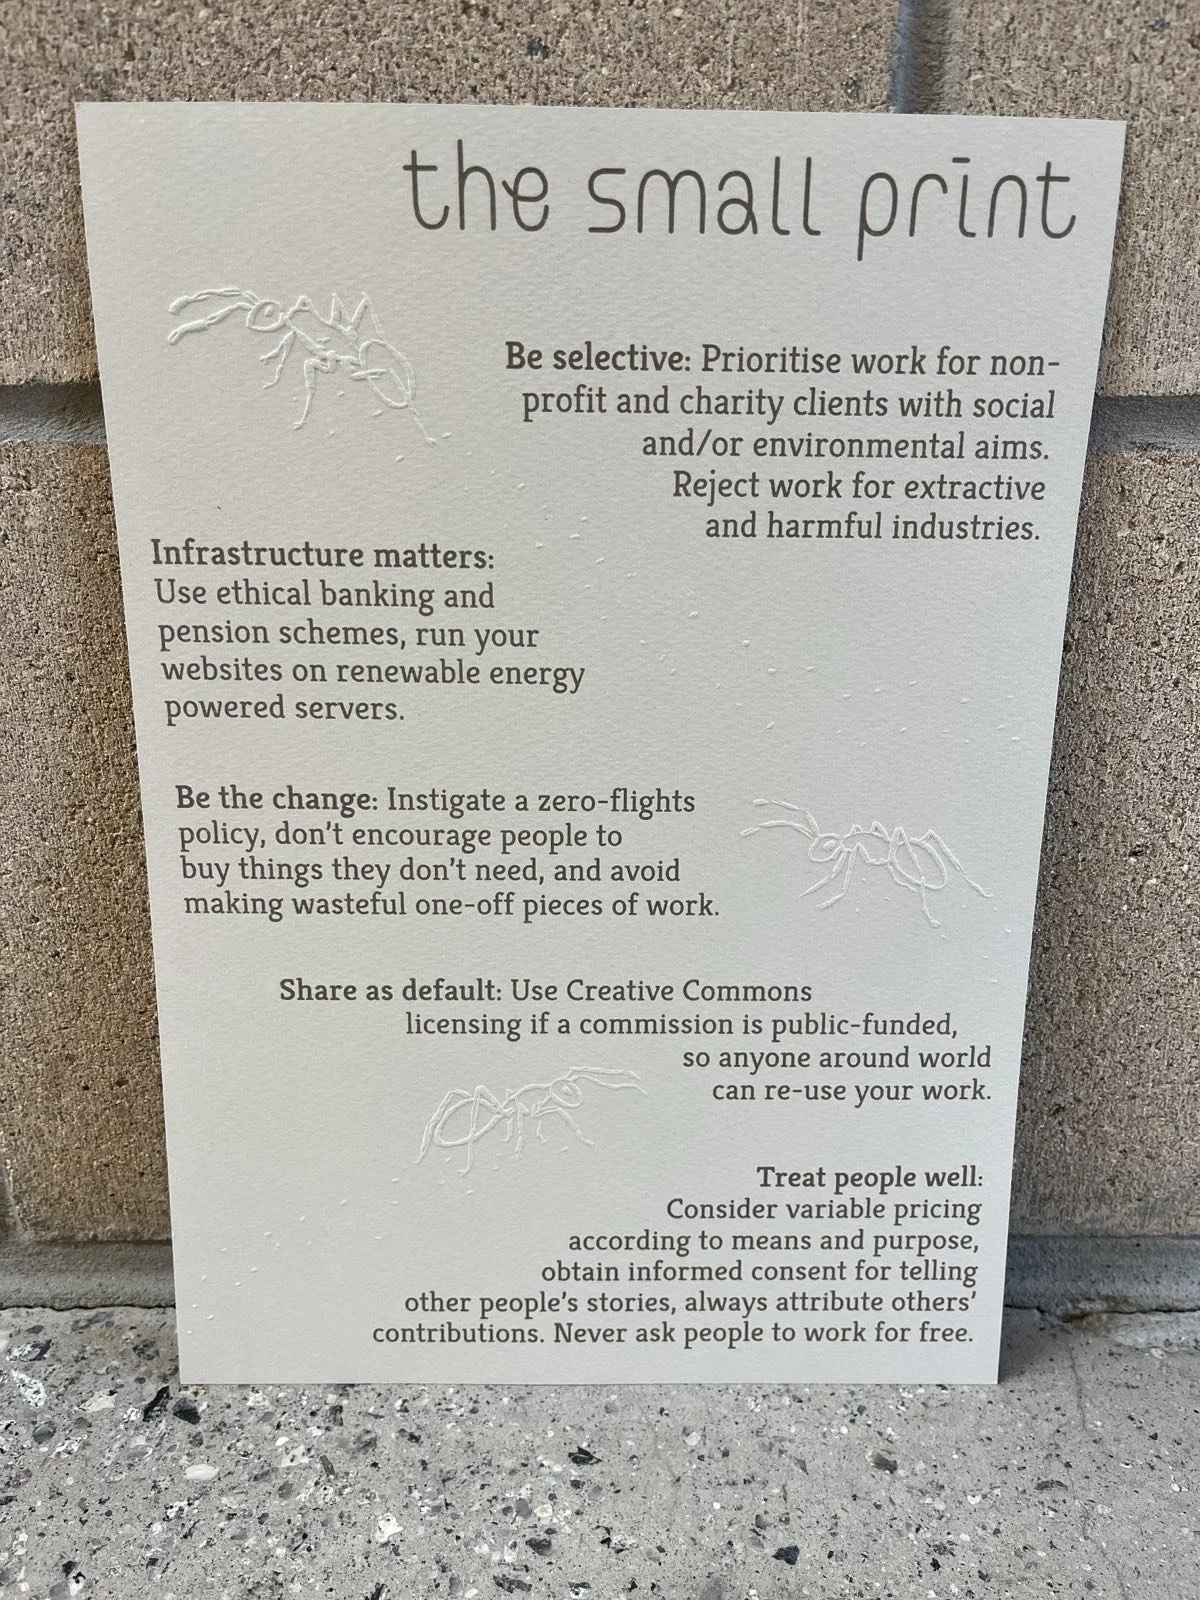 the small print
Be selective: Prioritise work for non-
profit and charity clients with social
and/or environmental aims.
Reject work for extractive
and harmful industries.
Infrastructure matters:
Use ethical banking and
pension schemes, run your
websites on renewable energy
powered servers.
Be the change: Instigate a zero-flights
policy, don't encourage people to
buy things they don't need, and avoid
making wasteful one-off pieces of work.
Share as default: Use Creative Commons
licensing if a commission is public-funded,
so anyone around world
can re-use your work.
Treat people well:
Consider variable pricing
according to means and purpose,
obtain informed consent for telling
other people's stories, always attribute others'
contributions. Never ask people to work for free.